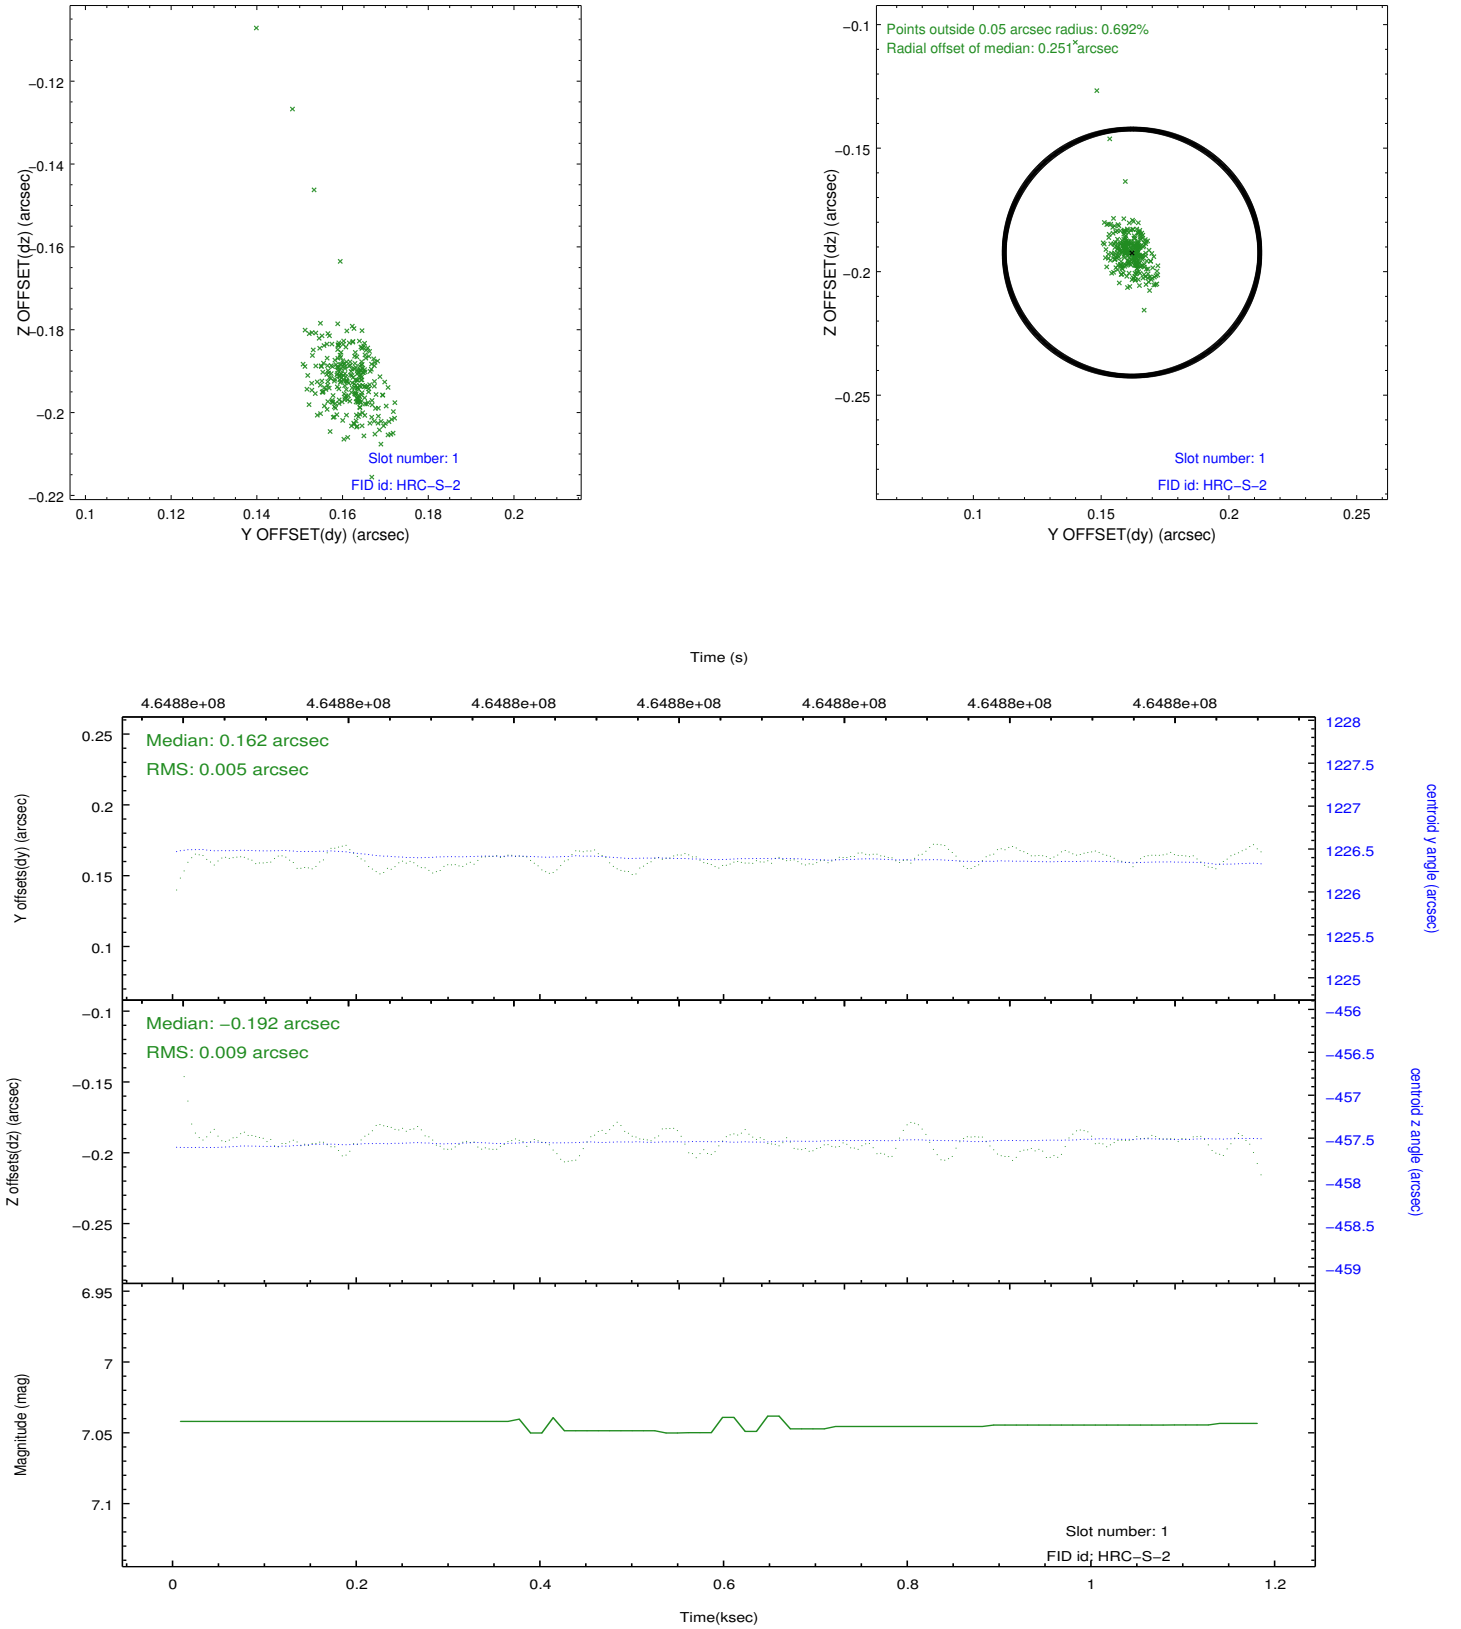 −0.12
−0.14
−0.16
−0.18
−0.2
−0.22
Z OFFSET(dz) (arcsec)
Slot number: 1
FID id: HRC−S−2
0.1 0.12 0.14 0.16 0.18 0.2
Y OFFSET(dy) (arcsec)
Points outside 0.05 arcsec radius: 0.692%
Radial offset of median: 0.251 arcsec
−0.1
−0.15
−0.2
−0.25
Z OFFSET(dz) (arcsec)
Slot number: 1
FID id: HRC−S−2
0.1 0.15 0.2 0.25
Y OFFSET(dy) (arcsec)
Time (s)
4.6488e+08 4.6488e+08 4.6488e+08 4.6488e+08 4.6488e+08 4.6488e+08 4.6488e+08
Median: 0.162 arcsec
RMS: 0.005 arcsec
0.25
0.2
0.15
0.1
Y offsets(dy) (arcsec)
1228
1227.5
1227
1226.5
1226
1225.5
1225
centroid y angle (arcsec)
Median: −0.192 arcsec
RMS: 0.009 arcsec
−0.1
−0.15
−0.2
−0.25
Z offsets(dz) (arcsec)
−456
−456.5
−457
−457.5
−458
−458.5
−459
centroid z angle (arcsec)
6.95
7
7.05
7.1
Magnitude (mag)
Slot number: 1
FID id: HRC−S−2
0 0.2 0.4 0.6 0.8 1 1.2
Time(ksec)